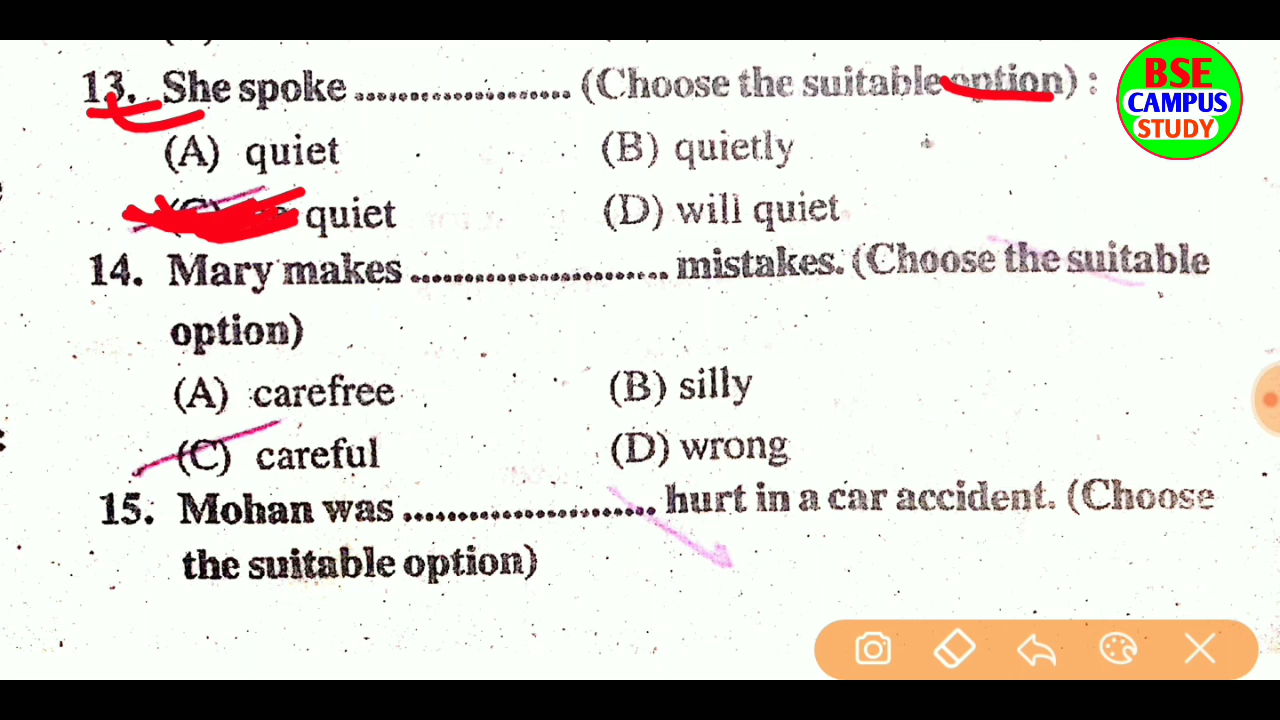 13. She spoke ........................ (Choose the suitable option) :
(A) quiet (B) quietly
quiet (D) will quiet
14. Mary makes ........................ mistakes. (Choose the suitable
option)
(A) carefree (B) silly
(C) careful (D) wrong
15. Mohan was ........................ hurt in a car accident. (Choose
the suitable option)
BSE
CAMPUS
STUDY